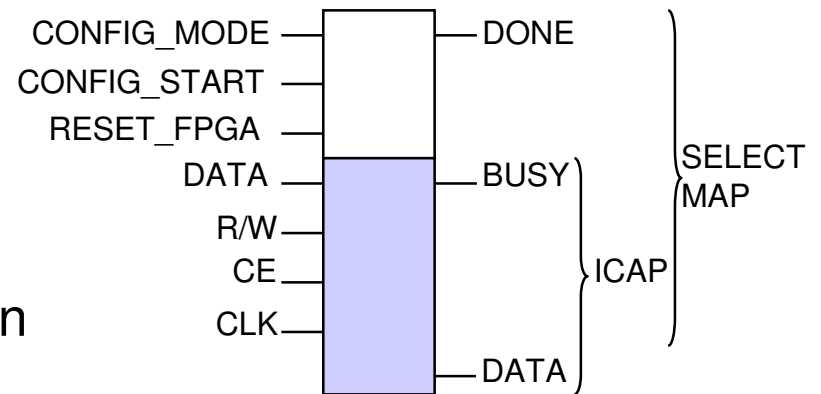 CONFIG_MODE
DONE
CONFIG_START
RESET_FPGA
DATA
BUSY
SELECT
MAP
R/W
CE
ICAP
n
CLK
DATA